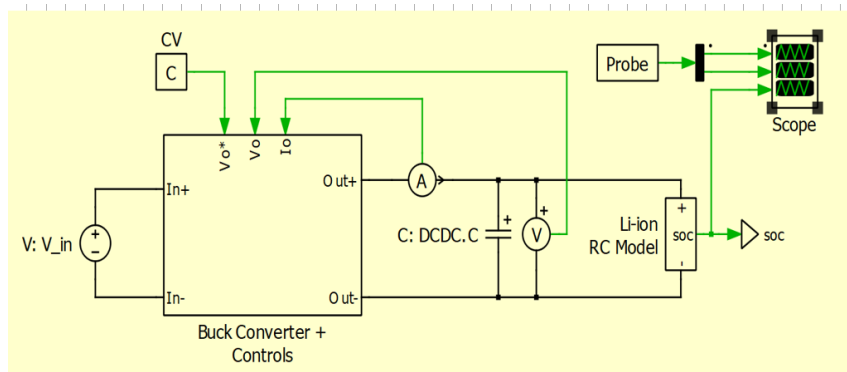 CV
C
Probe
Scope
Vo*
Vo
Io
In+
Out+
A
V: V_in
C: DCDC.C
V
Li-ion
RC Model
soc
soc
In-
Out-
Buck Converter +
Controls